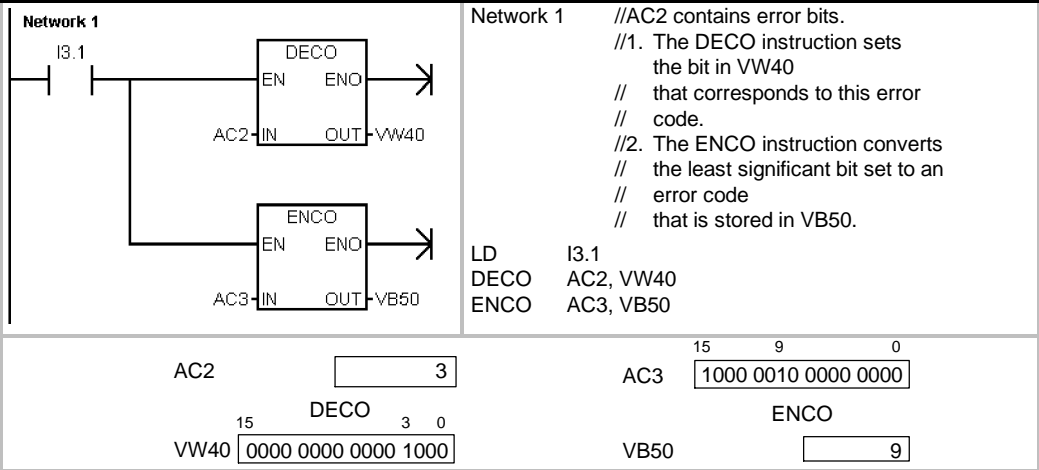 Network 1
I3.1
DECO
EN ENO
AC2 IN OUT VW40
ENCO
EN ENO
AC3 IN OUT VB50
Network 1 //AC2 contains error bits.
//1. The DECO instruction sets
the bit in VW40
// that corresponds to this error
// code.
//2. The ENCO instruction converts
// the least significant bit set to an
// error code
// that is stored in VB50.
LD I3.1
DECO AC2, VW40
ENCO AC3, VB50
AC2 3
DECO
15 3 0
VW40 0000 0000 0000 1000
15 9 0
AC3 1000 0010 0000 0000
ENCO
VB50 9